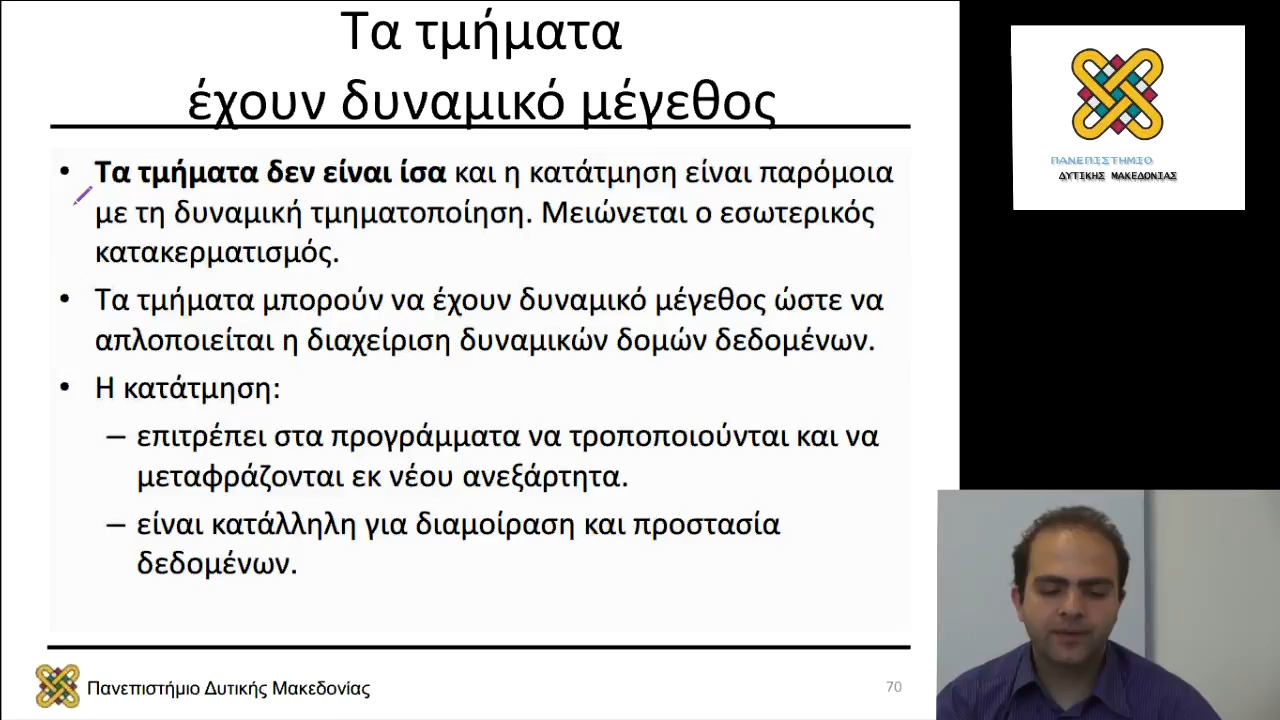 Τα τμήματα
έχουν δυναμικό μέγεθος
• Τα τμήματα δεν είναι ίσα και η κατάτμηση είναι παρόμοια
με τη δυναμική τμηματοποίηση. Μειώνεται ο εσωτερικός
κατακερματισμός.
• Τα τμήματα μπορούν να έχουν δυναμικό μέγεθος ώστε να
απλοποιείται η διαχείριση δυναμικών δομών δεδομένων.
• Η κατάτμηση:
– επιτρέπει στα προγράμματα να τροποποιούνται και να
μεταφράζονται εκ νέου ανεξάρτητα.
– είναι κατάλληλη για διαμοίραση και προστασία
δεδομένων.
Πανεπιστήμιο Δυτικής Μακεδονίας
70
ΠΑΝΕΠΙΣΤΗΜΙΟ
ΔΥΤΙΚΗΣ ΜΑΚΕΔΟΝΙΑΣ